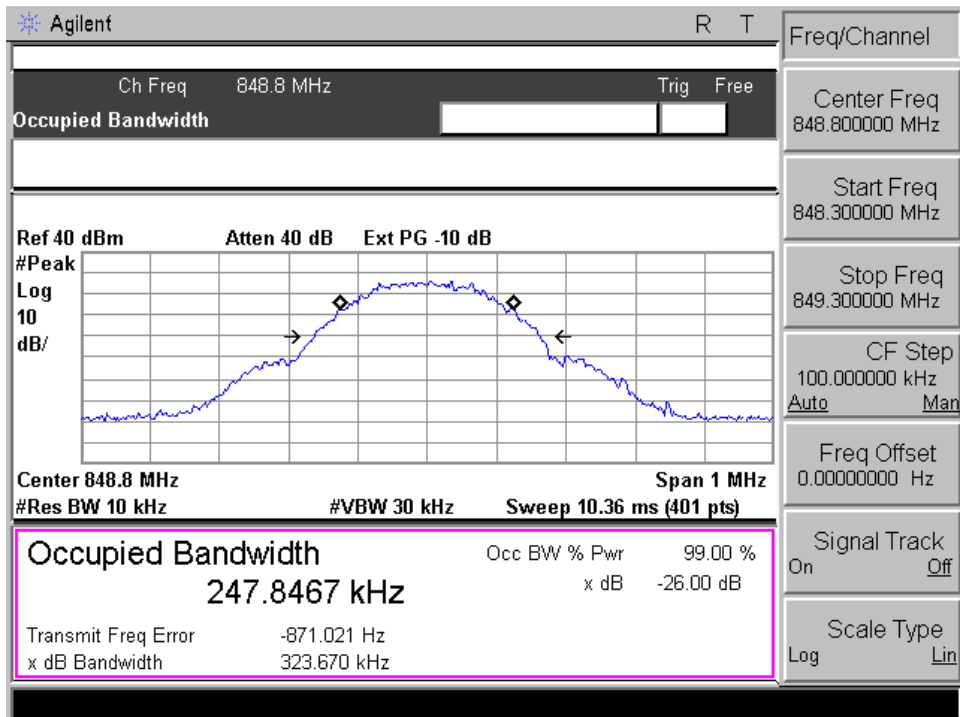 Agilent R T
Ch Freq 848.8 MHz Trig Free
Occupied Bandwidth
Ref 40 dBm Atten 40 dB Ext PG -10 dB
#Peak
Log
10
dB/
Center 848.8 MHz Span 1 MHz
#Res BW 10 kHz #VBW 30 kHz Sweep 10.36 ms (401 pts)
Occupied Bandwidth Occ BW % Pwr 99.00 %
247.8467 kHz x dB -26.00 dB
Transmit Freq Error -871.021 Hz
x dB Bandwidth 323.670 kHz
Freq/Channel
Center Freq
848.800000 MHz
Start Freq
848.300000 MHz
Stop Freq
849.300000 MHz
CF Step
100.000000 kHz
Auto Man
Freq Offset
0.00000000 Hz
Signal Track
On Off
Scale Type
Log Lin